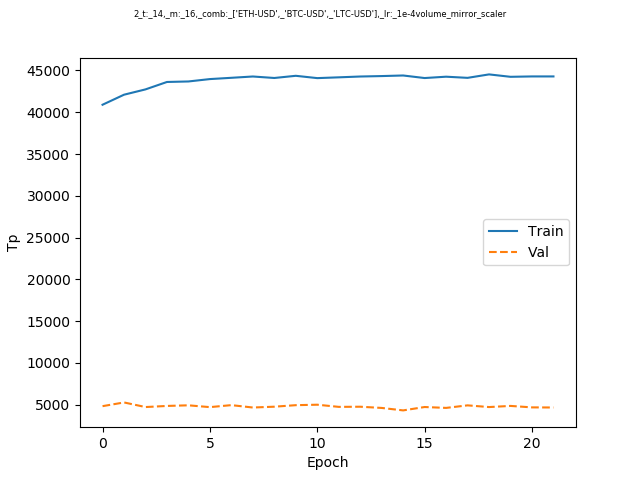 2_t:_14,_m:_16,_comb:_['ETH-USD',_'BTC-USD',_'LTC-USD'],_lr:_1e-4volume_mirror_scaler
45000
40000
35000
30000
25000
20000
15000
10000
5000
Tp
Train
Val
0 5 10 15 20
Epoch